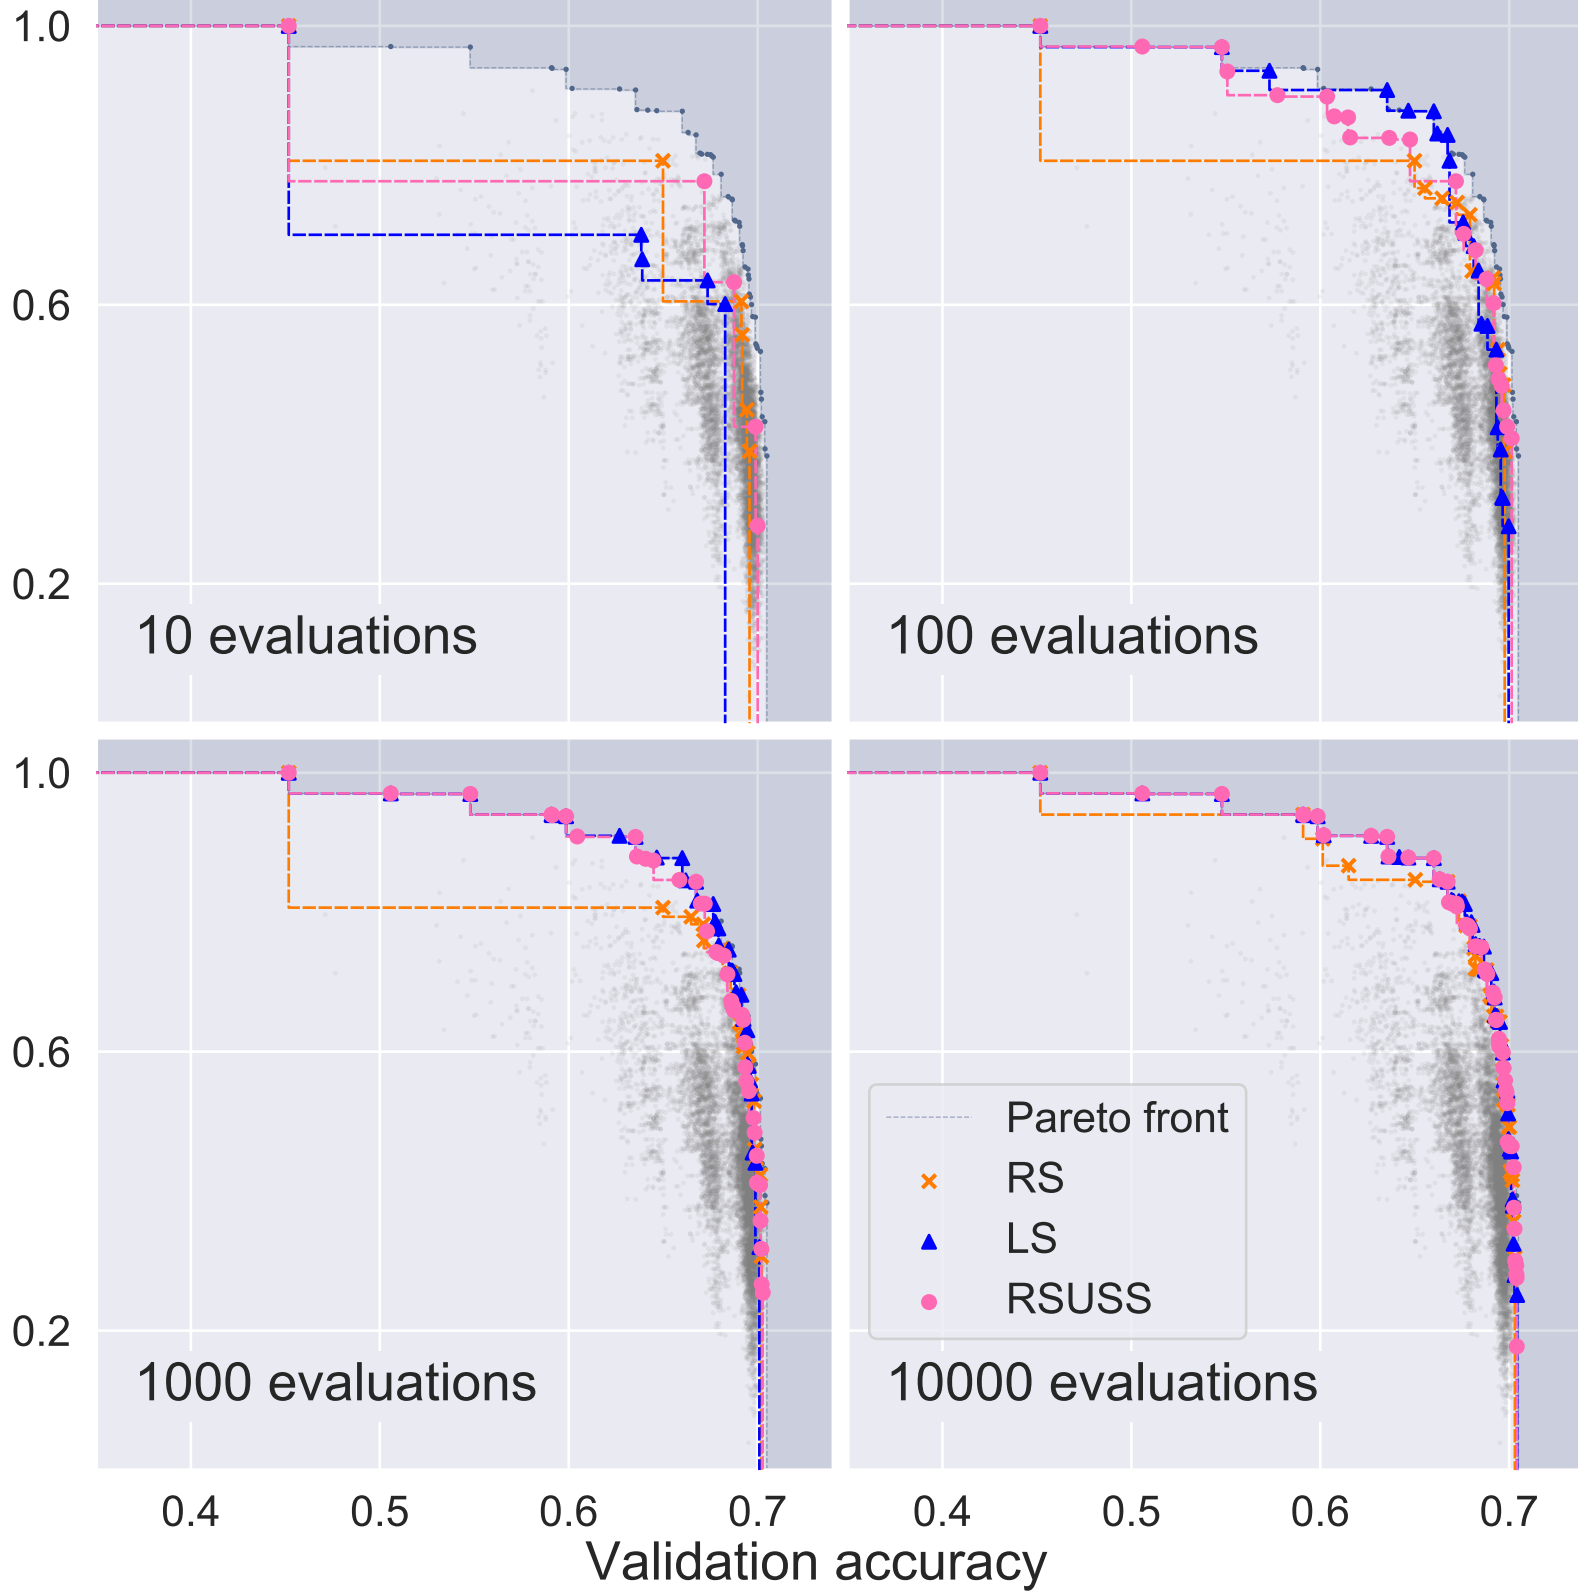 1.0
0.6
0.2
10 evaluations
100 evaluations
1.0
0.6
0.2
1000 evaluations
Pareto front
RS
LS
RSUSS
10000 evaluations
0.4 0.5 0.6 0.7 0.4 0.5 0.6 0.7
Validation accuracy